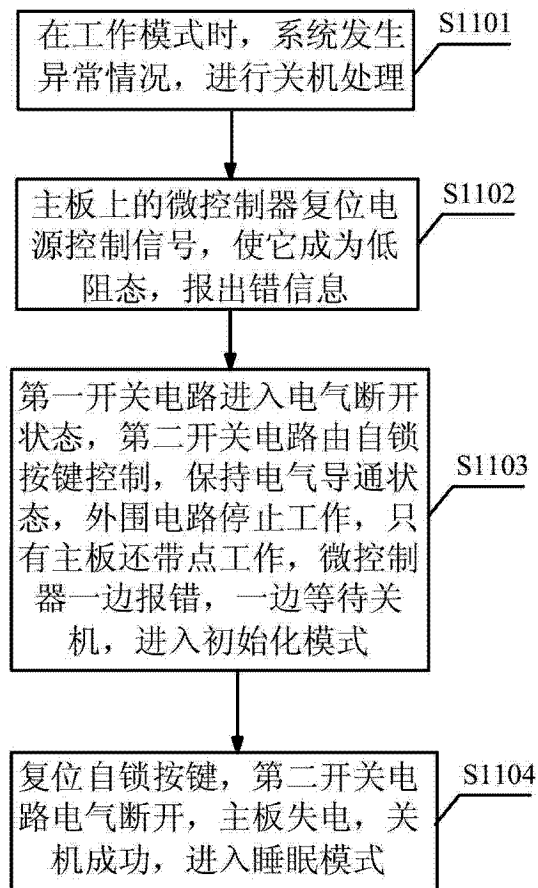 在工作模式时，系统发生
异常情况，进行关机处理
S1101
主板上的微控制器复位电
源控制信号，使它成为低
阻态，报出错信息
S1102
第一开关电路进入电气断开
状态，第二开关电路由自锁
按键控制，保持电气导通状
态，外围电路停止工作，只
有主板还带点工作，微控制
器一边报错，一边等待关
机，进入初始化模式
S1103
复位自锁按键，第二开关电
路电气断开，主板失电，关
机成功，进入睡眠模式
S1104